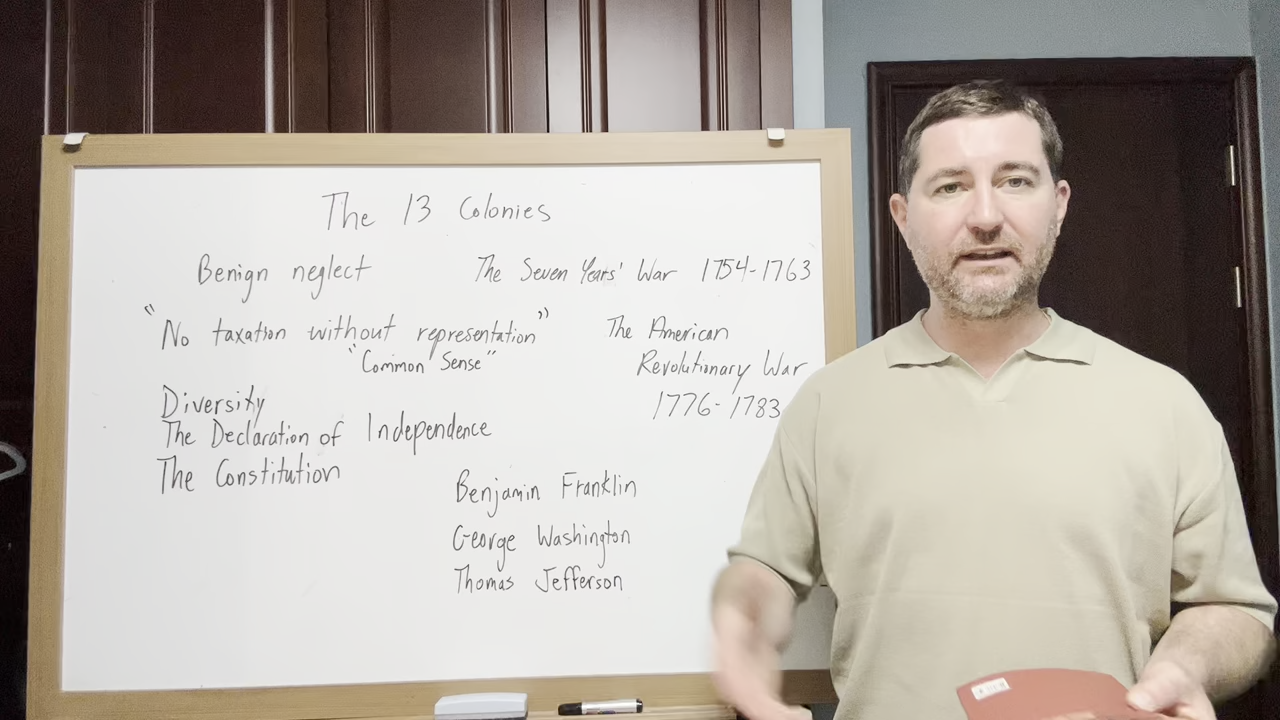 The 13 Colonies
Benign neglect
The Seven Years' War 1754-1763
"No taxation without representation"
"Common Sense"
The American
Revolutionary War
1776-1783
Diversity
The Declaration of Independence
The Constitution
Benjamin Franklin
George Washington
Thomas Jefferson